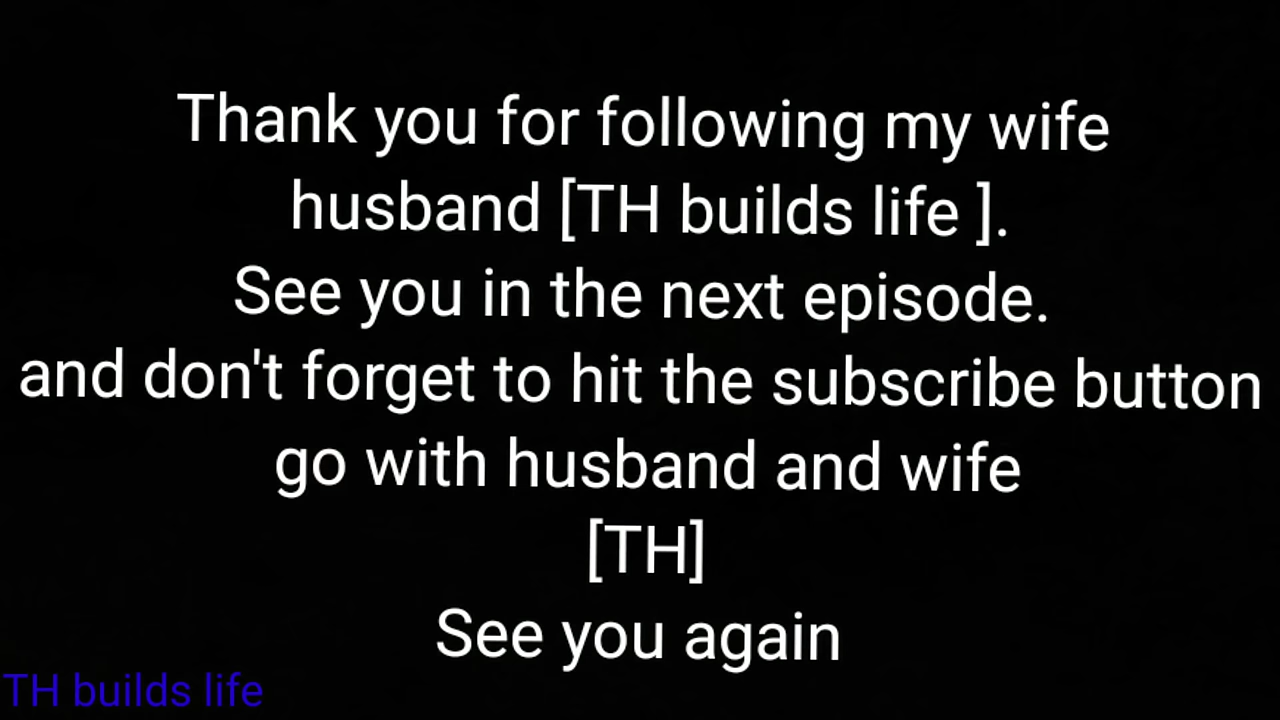 Thank you for following my wife
husband [TH builds life ].
See you in the next episode.
and don't forget to hit the subscribe button
go with husband and wife
[TH]
See you again
TH builds life